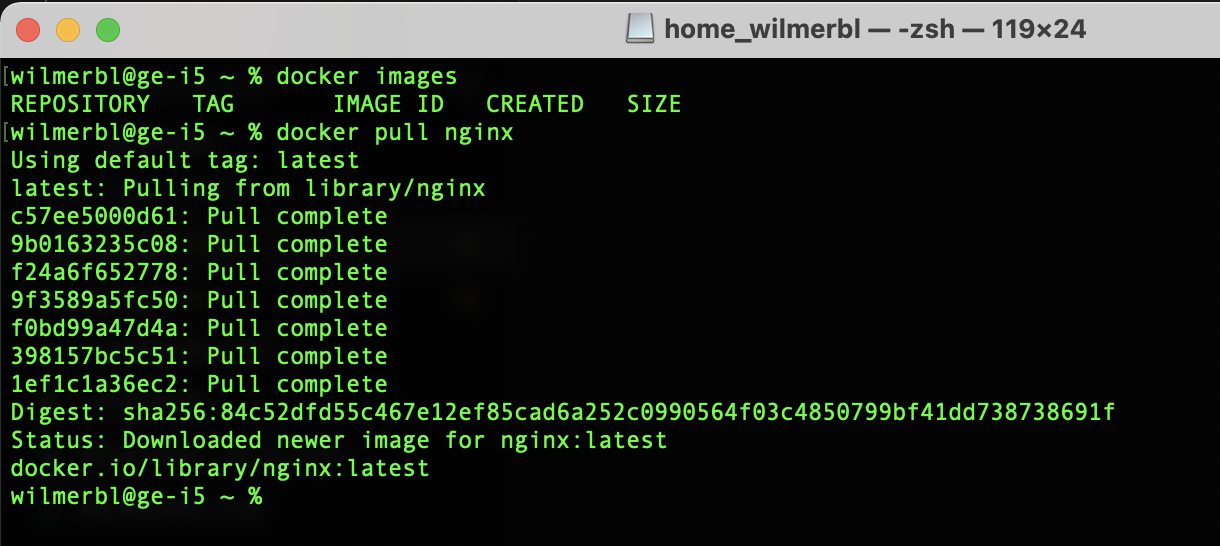 home_wilmerbl — -zsh — 119×24
[wilmerbl@ge-i5 ~ % docker images
REPOSITORY   TAG       IMAGE ID   CREATED   SIZE
[wilmerbl@ge-i5 ~ % docker pull nginx
Using default tag: latest
latest: Pulling from library/nginx
c57ee5000d61: Pull complete
9b0163235c08: Pull complete
f24a6f652778: Pull complete
9f3589a5fc50: Pull complete
f0bd99a47d4a: Pull complete
398157bc5c51: Pull complete
1ef1c1a36ec2: Pull complete
Digest: sha256:84c52dfd55c467e12ef85cad6a252c0990564f03c4850799bf41dd738738691f
Status: Downloaded newer image for nginx:latest
docker.io/library/nginx:latest
wilmerbl@ge-i5 ~ %